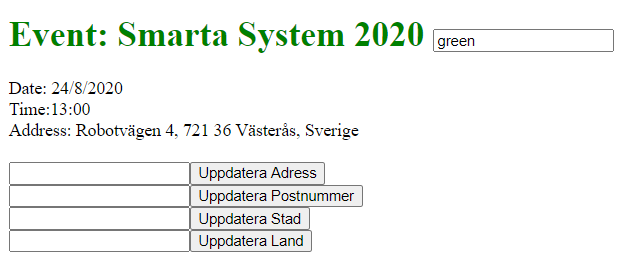 Event: Smarta System 2020 green
Date: 24/8/2020
Time:13:00
Address: Robotvägen 4, 721 36 Västerås, Sverige
Uppdatera Adress
Uppdatera Postnummer
Uppdatera Stad
Uppdatera Land